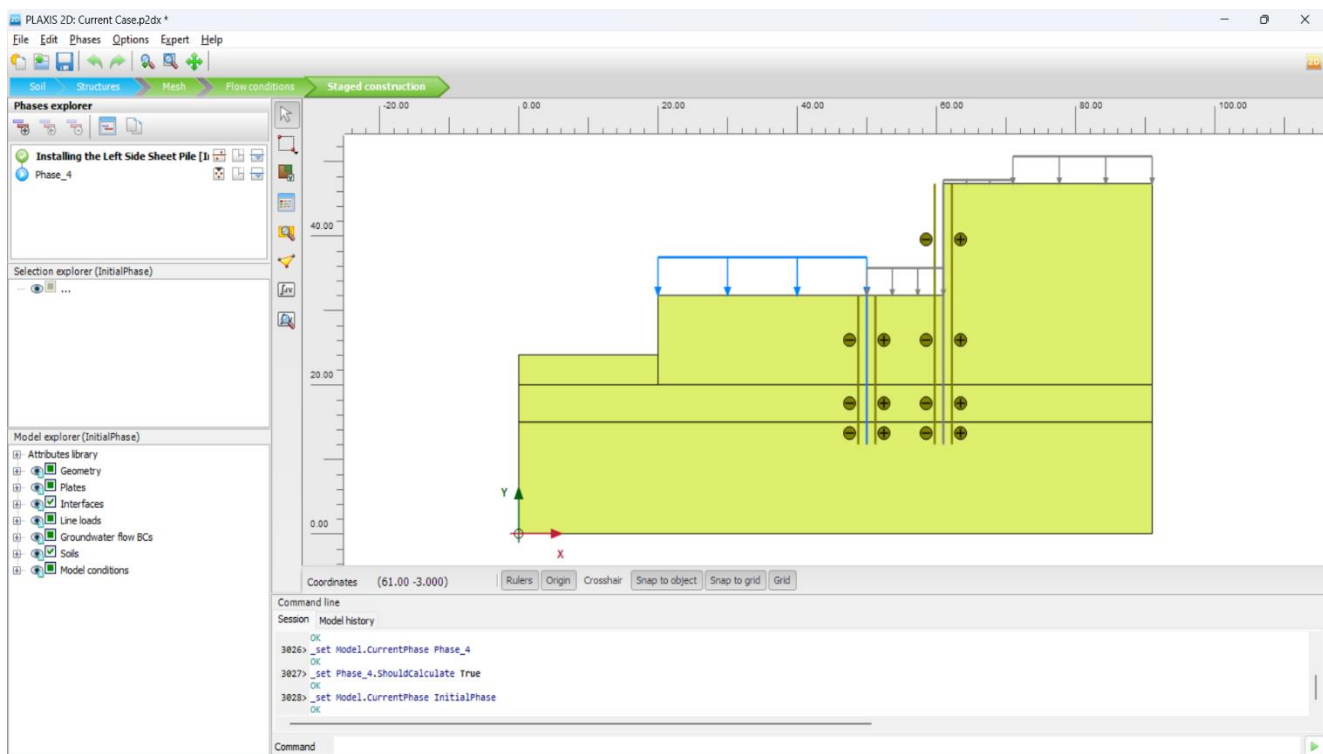 PLAXIS 2D: Current Case.p2dx *
File Edit Phases Options Expert Help
Soil Structures Mesh Flow conditions Staged construction
Phases explorer
Installing the Left Side Sheet Pile [I
Phase_4
Selection explorer (InitialPhase)
...
Model explorer (InitialPhase)
Attributes library
Geometry
Plates
Interfaces
Line loads
Groundwater flow BCs
Soils
Model conditions
-20.00 0.00 20.00 40.00 60.00 80.00 100.00
40.00
20.00
0.00
Y
X
Coordinates (61.00 -3.000) Rulers Origin Crosshair Snap to object Snap to grid Grid
Command line
Session Model history
OK
3026> _set Model.CurrentPhase Phase_4
OK
3027> _set Phase_4.ShouldCalculate True
OK
3028> _set Model.CurrentPhase InitialPhase
OK
Command